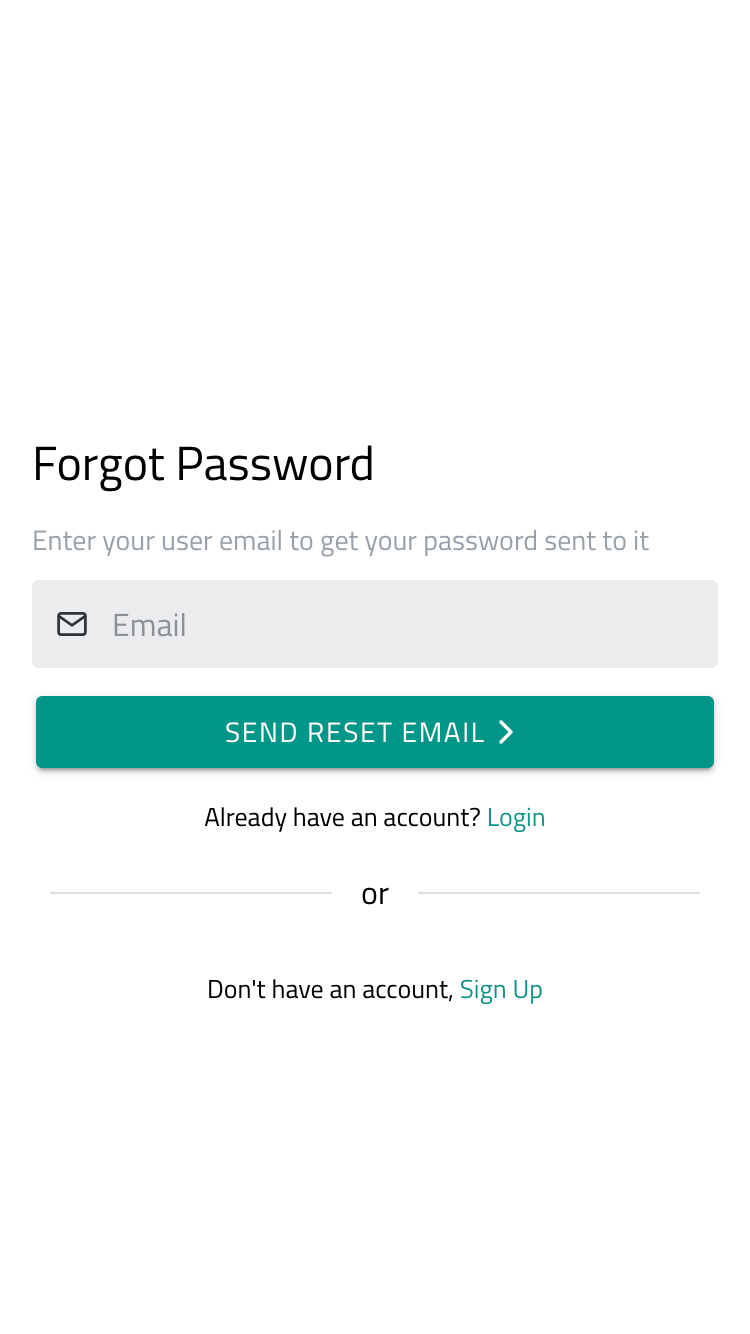 Forgot Password
Enter your user email to get your password sent to it
Email
SEND RESET EMAIL
Already have an account? Login
or
Don't have an account, Sign Up